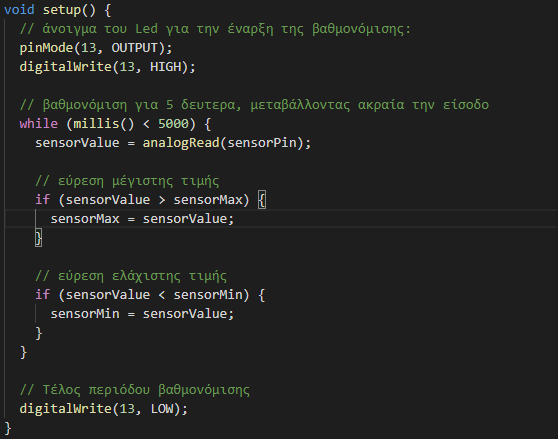 void setup() {
// άνοιγμα του Led για την έναρξη της βαθμονόμισης:
pinMode(13, OUTPUT);
digitalWrite(13, HIGH);
// βαθμονόμιση για 5 δευτερα, μεταβάλλοντας ακραία την είσοδο
while (millis() < 5000) {
sensorValue = analogRead(sensorPin);
// εύρεση μέγιστης τιμής
if (sensorValue > sensorMax) {
sensorMax = sensorValue;
}
// εύρεση ελάχιστης τιμής
if (sensorValue < sensorMin) {
sensorMin = sensorValue;
}
}
// Τέλος περιόδου βαθμονόμισης
digitalWrite(13, LOW);
}